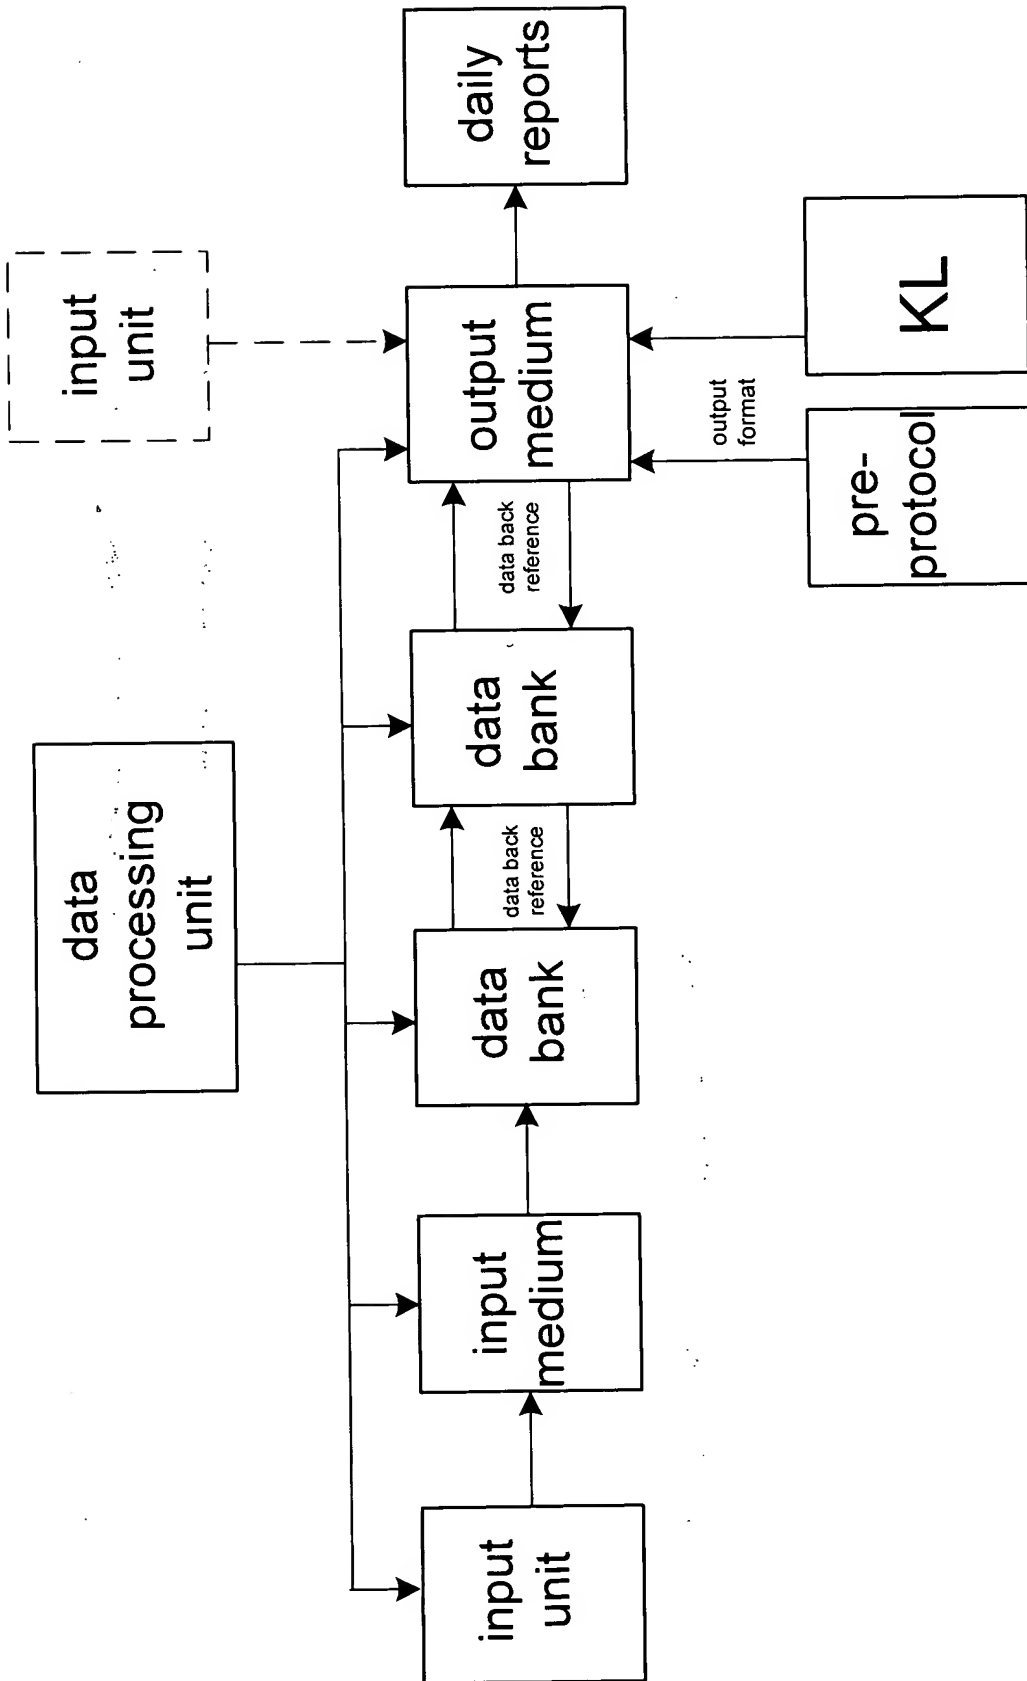 data
processing
unit
input
unit
input
unit
input
medium
data
bank
data back
reference
data
bank
data back
reference
output
medium
daily
reports
output
format
pre-
protocol
KL